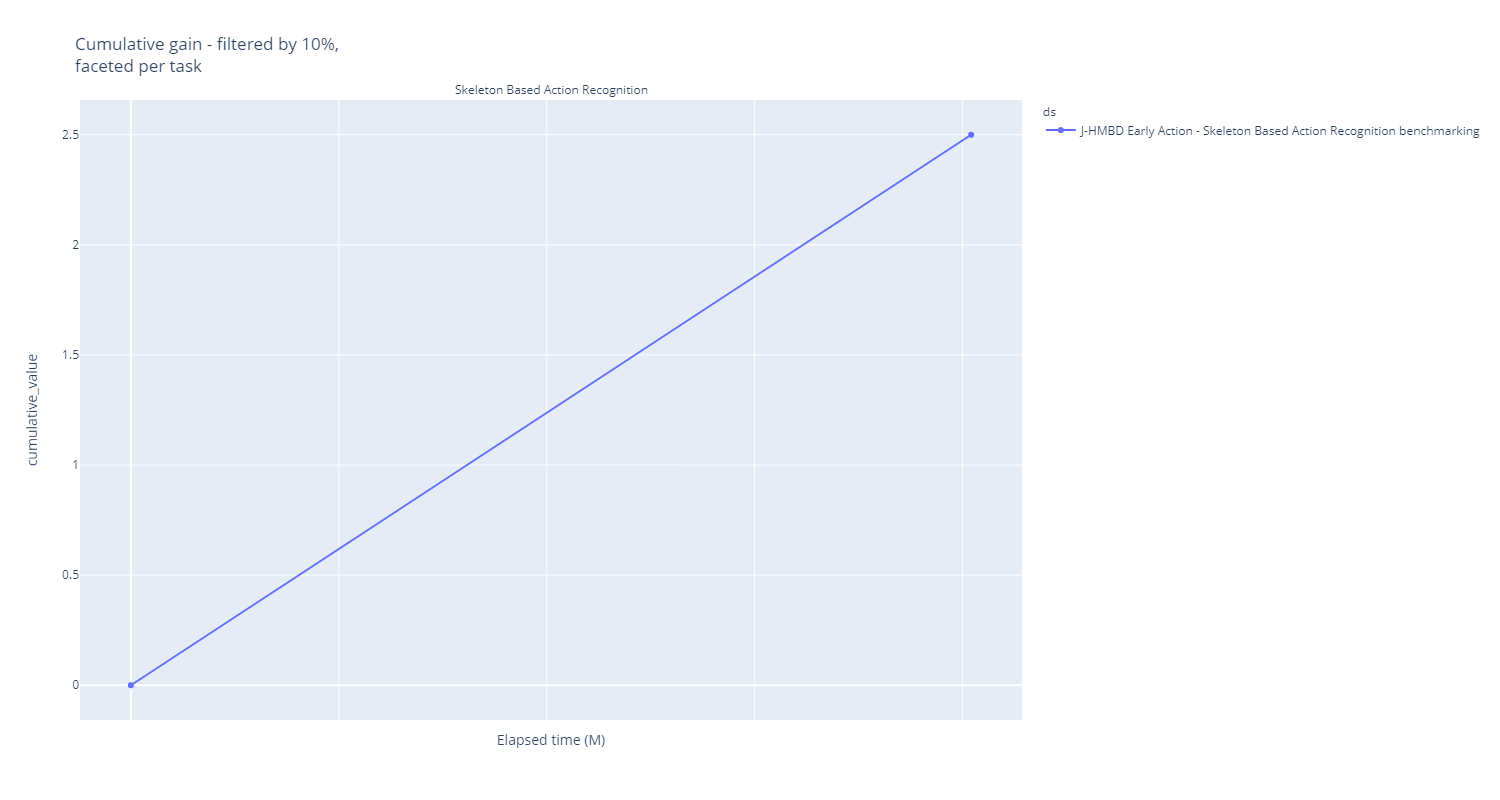 Cumulative gain - filtered by 10%,
faceted per task
Skeleton Based Action Recognition
ds
J-HMBD Early Action - Skeleton Based Action Recognition benchmarking
2.5
2
1.5
1
0.5
0
cumulative_value
Elapsed time (M)